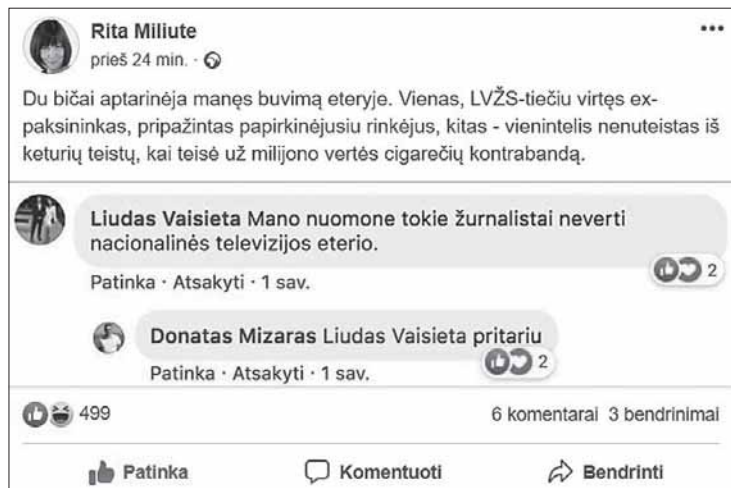 Rita Miliute
prieš 24 min. ·
Du bičai aptarinėja manęs buvimą eteryje. Vienas, LVŽS-tiečiu virtęs ex-
paksininkas, pripažintas papirkinėjusiu rinkėjus, kitas - vienintelis nenuteistas iš
keturių teistų, kai teisė už milijono vertės cigarečių kontrabandą.
Liudas Vaisieta Mano nuomone tokie žurnalistai neverti
nacionalinės televizijos eterio.
2
Patinka · Atsakyti · 1 sav.
Donatas Mizaras Liudas Vaisieta pritariu
2
Patinka · Atsakyti · 1 sav.
499 6 komentarai 3 bendrinimai
Patinka Komentuoti Bendrinti